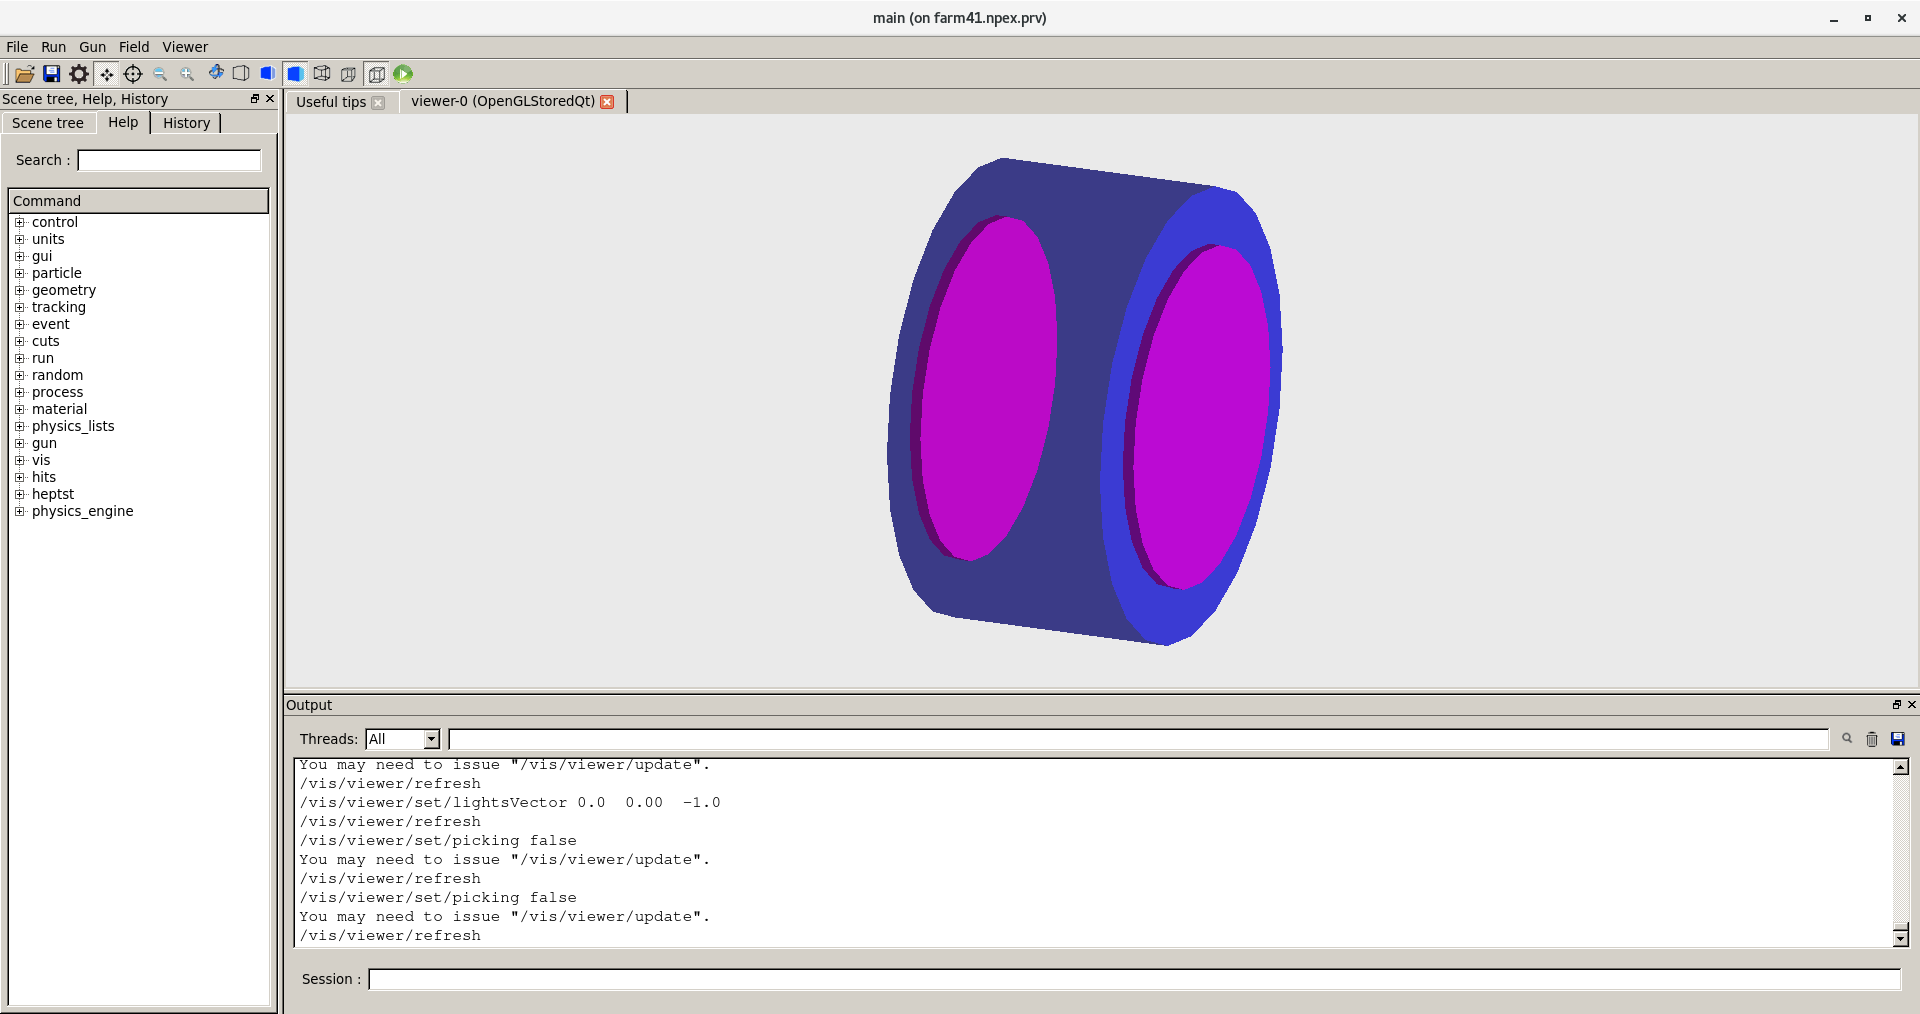 main (on farm41.npex.prv)
File Run Gun Field Viewer
Scene tree, Help, History
Useful tips
viewer-0 (OpenGLStoredQt)
Scene tree Help History
Search :
Command
control
units
gui
particle
geometry
tracking
event
cuts
run
random
process
material
physics_lists
gun
vis
hits
heptst
physics_engine
Output
Threads: All
You may need to issue "/vis/viewer/update".
/vis/viewer/refresh
/vis/viewer/set/lightsVector 0.0  0.00  -1.0
/vis/viewer/refresh
/vis/viewer/set/picking false
You may need to issue "/vis/viewer/update".
/vis/viewer/refresh
/vis/viewer/set/picking false
You may need to issue "/vis/viewer/update".
/vis/viewer/refresh
Session :